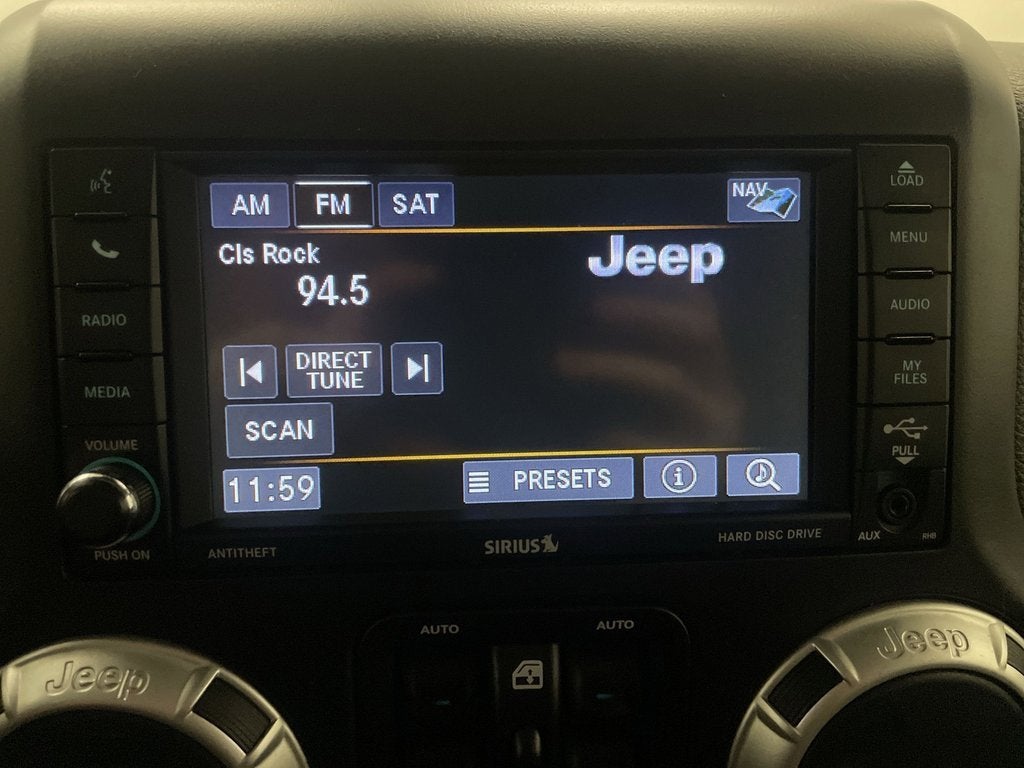 LOAD
AM FM SAT NAV
MENU
Cls Rock
Jeep
94.5
RADIO
AUDIO
DIRECT
TUNE
MY
FILES
MEDIA
SCAN
VOLUME
PULL
11:59
PRESETS
i
PUSH ON
ANTITHEFT
SIRIUS
HARD DISC DRIVE
AUX
RHB
AUTO
AUTO
Jeep
Jeep